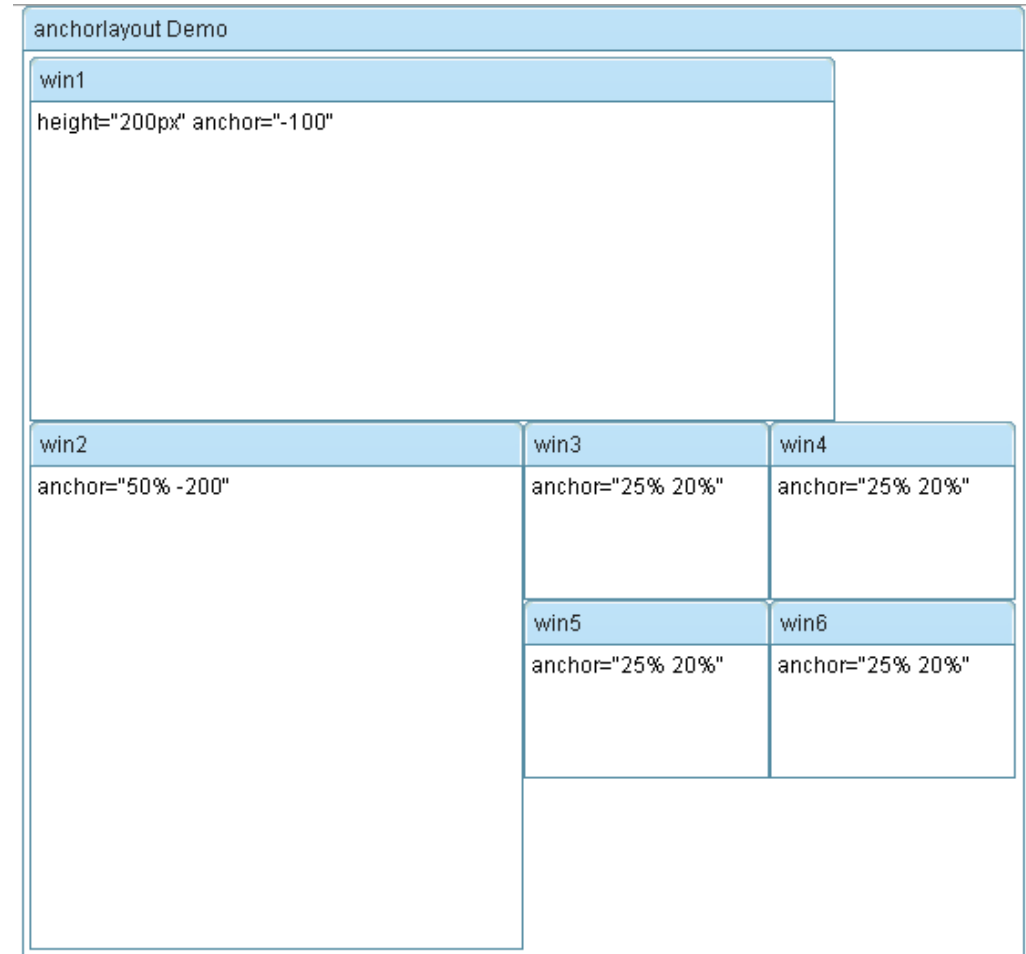 anchorlayout Demo
win1
height="200px" anchor="-100"
win2
anchor="50% -200"
win3
anchor="25% 20%"
win4
anchor="25% 20%"
win5
anchor="25% 20%"
win6
anchor="25% 20%"